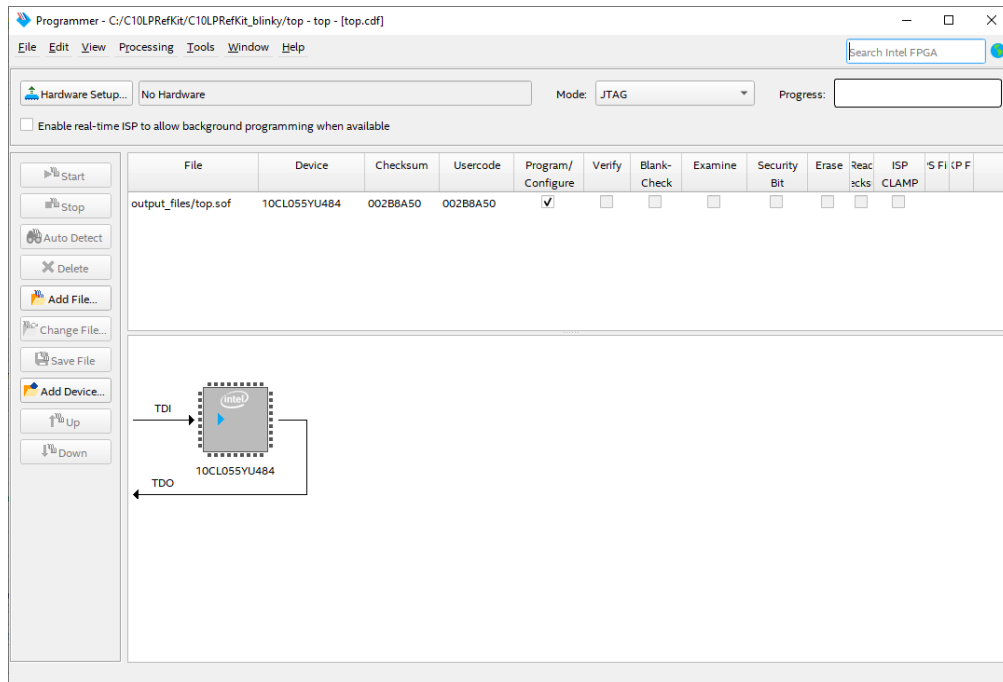 Programmer - C:/C10LPRefKit/C10LPRefKit_blinky/top - top - [top.cdf]
File Edit View Processing Tools Window Help
Search Intel FPGA
Hardware Setup... No Hardware Mode: JTAG Progress:
Enable real-time ISP to allow background programming when available
Start
Stop
Auto Detect
Delete
Add File...
Change File...
Save File
Add Device...
Up
Down
File Device Checksum Usercode Program/ Verify Blank- Examine Security Erase ISP
Configure Check Bit CLAMP
output_files/top.sof 10CL055YU484 002B8A50 002B8A50
intel
TDI
10CL055YU484
TDO